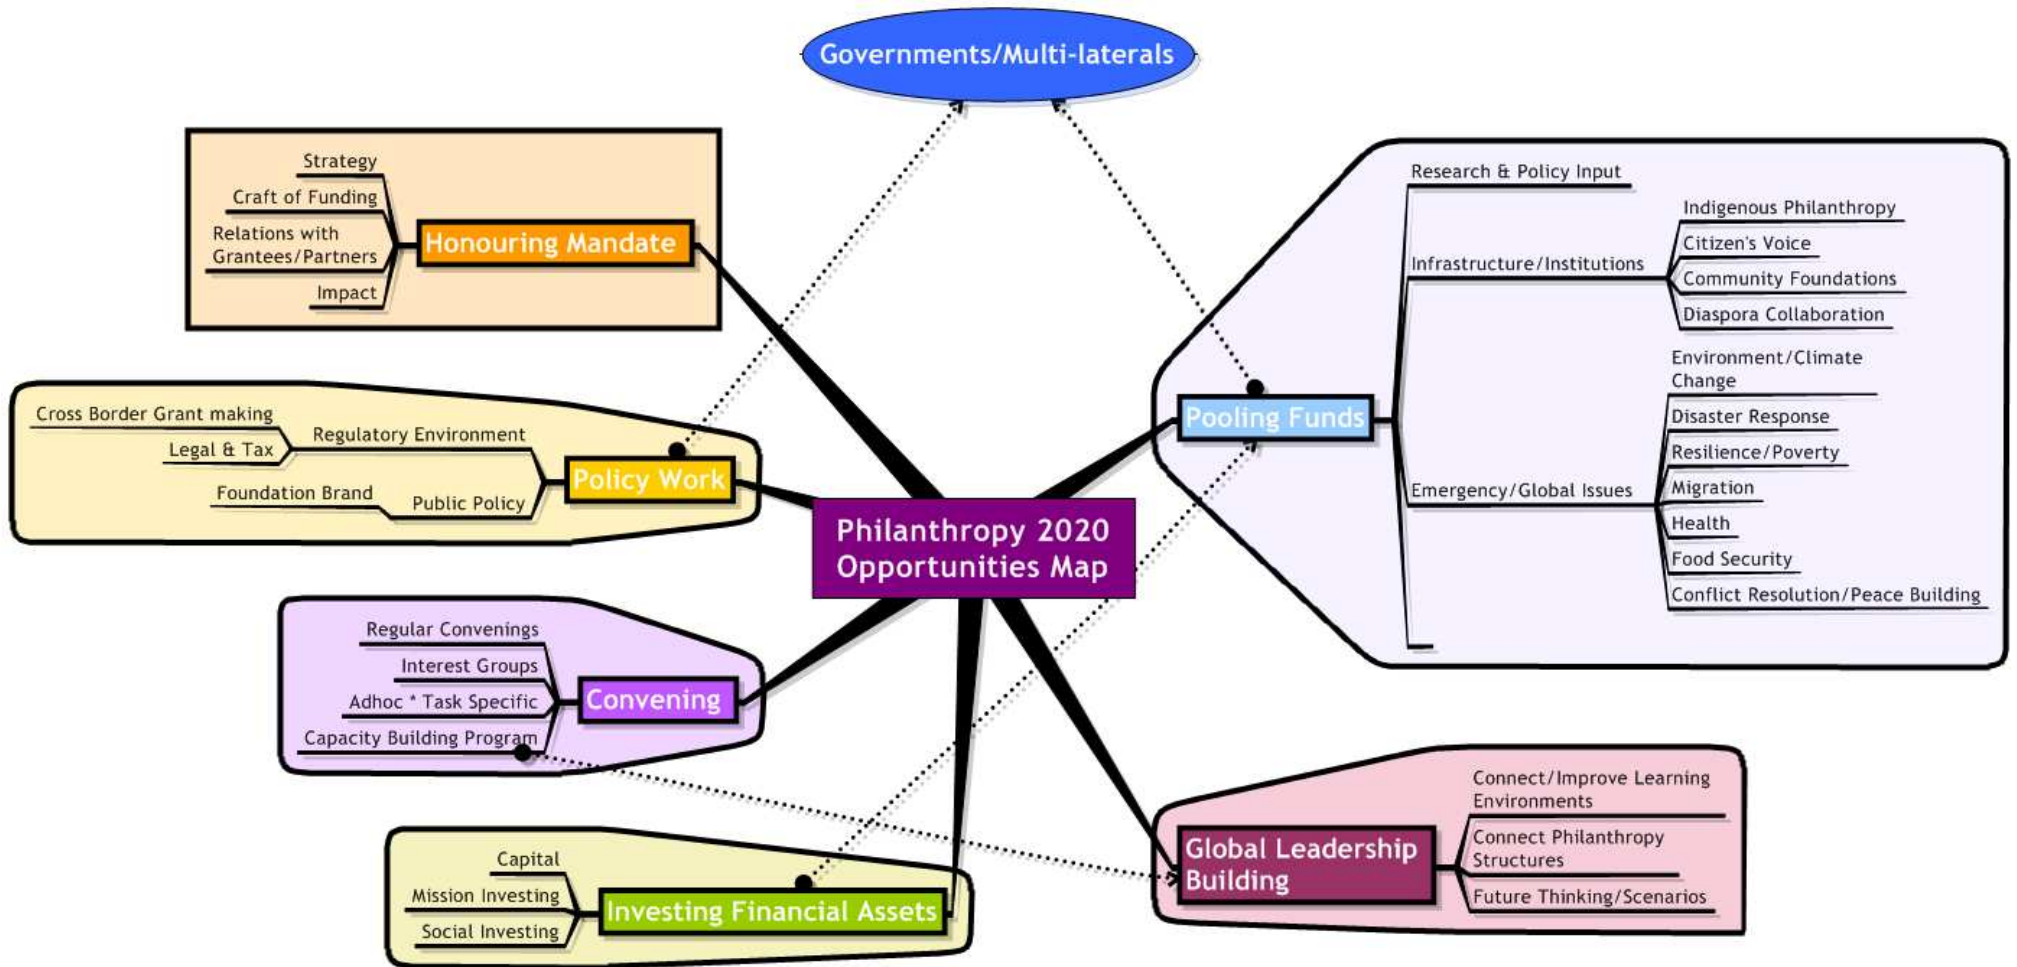 Governments/Multi-laterals
Strategy
Craft of Funding
Relations with
Grantees/Partners
Impact
Honouring Mandate
Cross Border Grant making
Legal & Tax
Regulatory Environment
Foundation Brand
Public Policy
Policy Work
Philanthropy 2020
Opportunities Map
Regular Convenings
Interest Groups
Adhoc * Task Specific
Capacity Building Program
Convening
Capital
Mission Investing
Social Investing
Investing Financial Assets
Pooling Funds
Research & Policy Input
Infrastructure/Institutions
Indigenous Philanthropy
Citizen's Voice
Community Foundations
Diaspora Collaboration
Emergency/Global Issues
Environment/Climate
Change
Disaster Response
Resilience/Poverty
Migration
Health
Food Security
Conflict Resolution/Peace Building
Global Leadership
Building
Connect/Improve Learning
Environments
Connect Philanthropy
Structures
Future Thinking/Scenarios